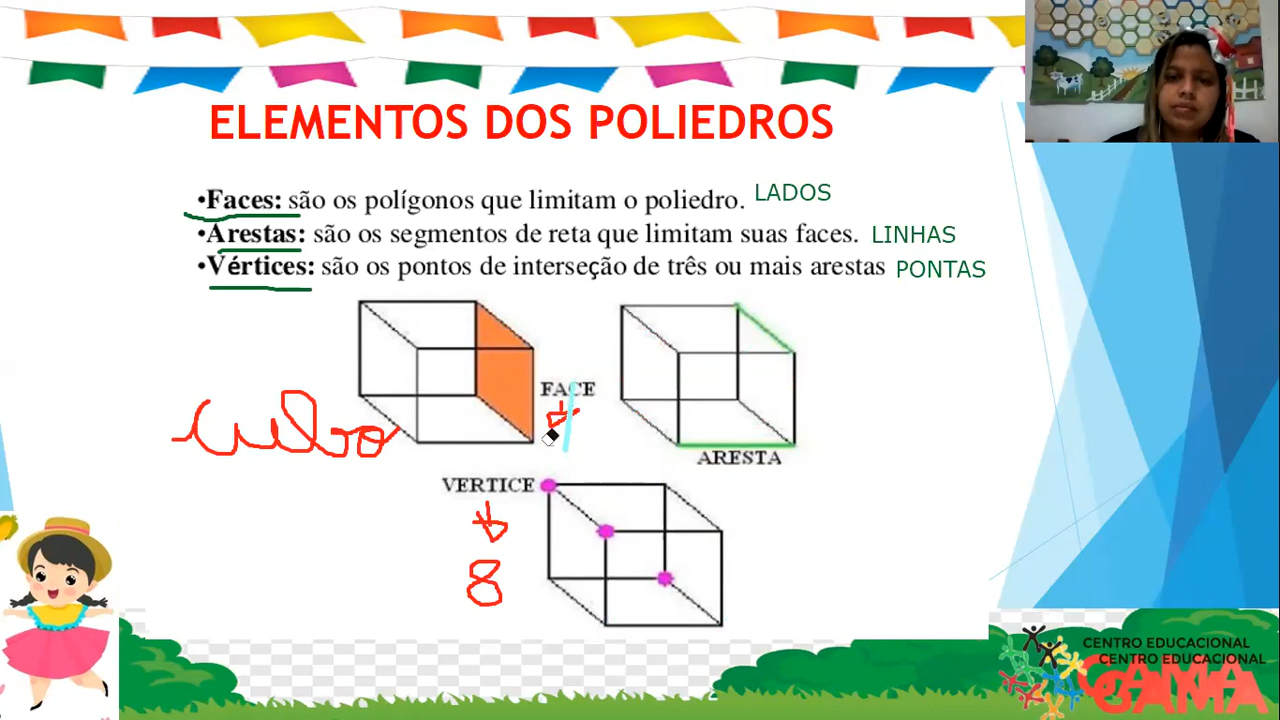 ELEMENTOS DOS POLIEDROS
•Faces: são os polígonos que limitam o poliedro. LADOS
•Arestas: são os segmentos de reta que limitam suas faces. LINHAS
•Vértices: são os pontos de interseção de três ou mais arestas PONTAS
FACE
cubo
ARESTA
VERTICE
8
CENTRO EDUCACIONAL
CENTRO EDUCACIONAL
GAMA